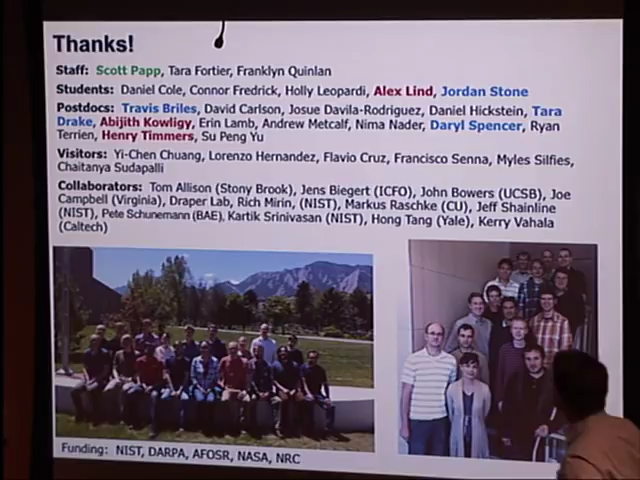 Thanks!
Staff: Scott Papp, Tara Fortier, Franklyn Quinlan
Students: Daniel Cole, Connor Fredrick, Holly Leopardi, Alex Lind, Jordan Stone
Postdocs: Travis Briles, David Carlson, Josue Davila-Rodriguez, Daniel Hickstein, Tara
Drake, Abijith Kowligy, Erin Lamb, Andrew Metcalf, Nima Nader, Daryl Spencer, Ryan
Terrien, Henry Timmers, Su Peng Yu
Visitors: Yi-Chen Chuang, Lorenzo Hernandez, Flavio Cruz, Francisco Senna, Myles Silfies,
Chaitanya Sudapalli
Collaborators: Tom Allison (Stony Brook), Jens Biegert (ICFO), John Bowers (UCSB), Joe
Campbell (Virginia), Draper Lab, Rich Mirin, (NIST), Markus Raschke (CU), Jeff Shainline
(NIST), Pete Schunemann (BAE), Kartik Srinivasan (NIST), Hong Tang (Yale), Kerry Vahala
(Caltech)
Funding: NIST, DARPA, AFOSR, NASA, NRC